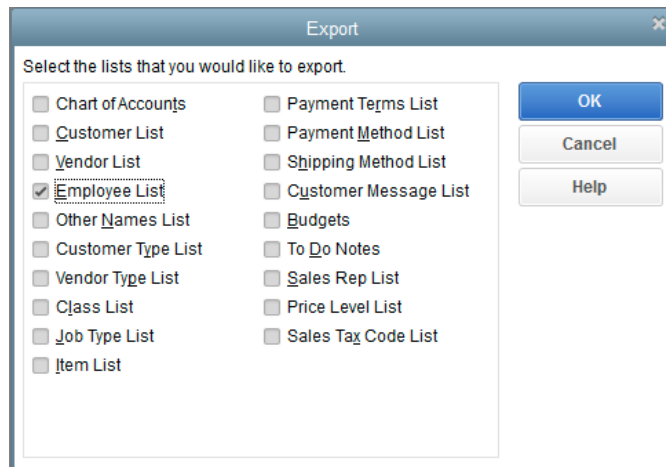 Export
Select the lists that you would like to export.
Chart of Accounts
Customer List
Vendor List
Employee List
Other Names List
Customer Type List
Vendor Type List
Class List
Job Type List
Item List
Payment Terms List
Payment Method List
Shipping Method List
Customer Message List
Budgets
To Do Notes
Sales Rep List
Price Level List
Sales Tax Code List
OK
Cancel
Help